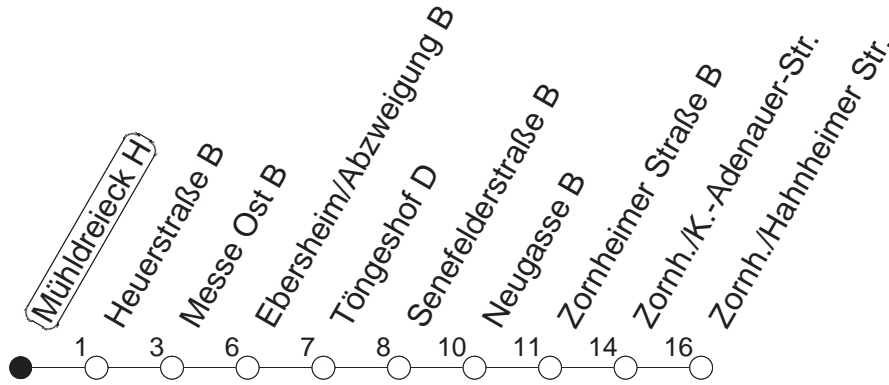 Mühldreieck H
Heuerstraße B
Messe Ost B
Ebersheim/Abzweigung B
Töngeshof D
Senefelderstraße B
Neugasse B
Zornheimer Straße B
Zornh./K.-Adenauer-Str.
Zornh./Hahnheimer Str.
1 3 6 7 8 10 11 14 16